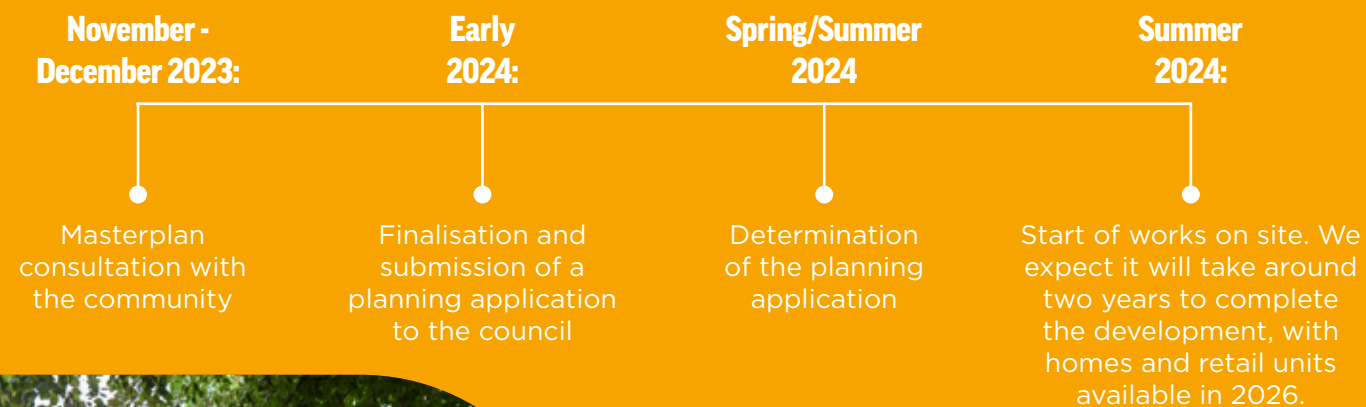 November -
December 2023:
Early
2024:
Spring/Summer
2024
Summer
2024:
Masterplan
consultation with
the community
Finalisation and
submission of a
planning application
to the council
Determination
of the planning
application
Start of works on site. We
expect it will take around
two years to complete
the development, with
homes and retail units
available in 2026.